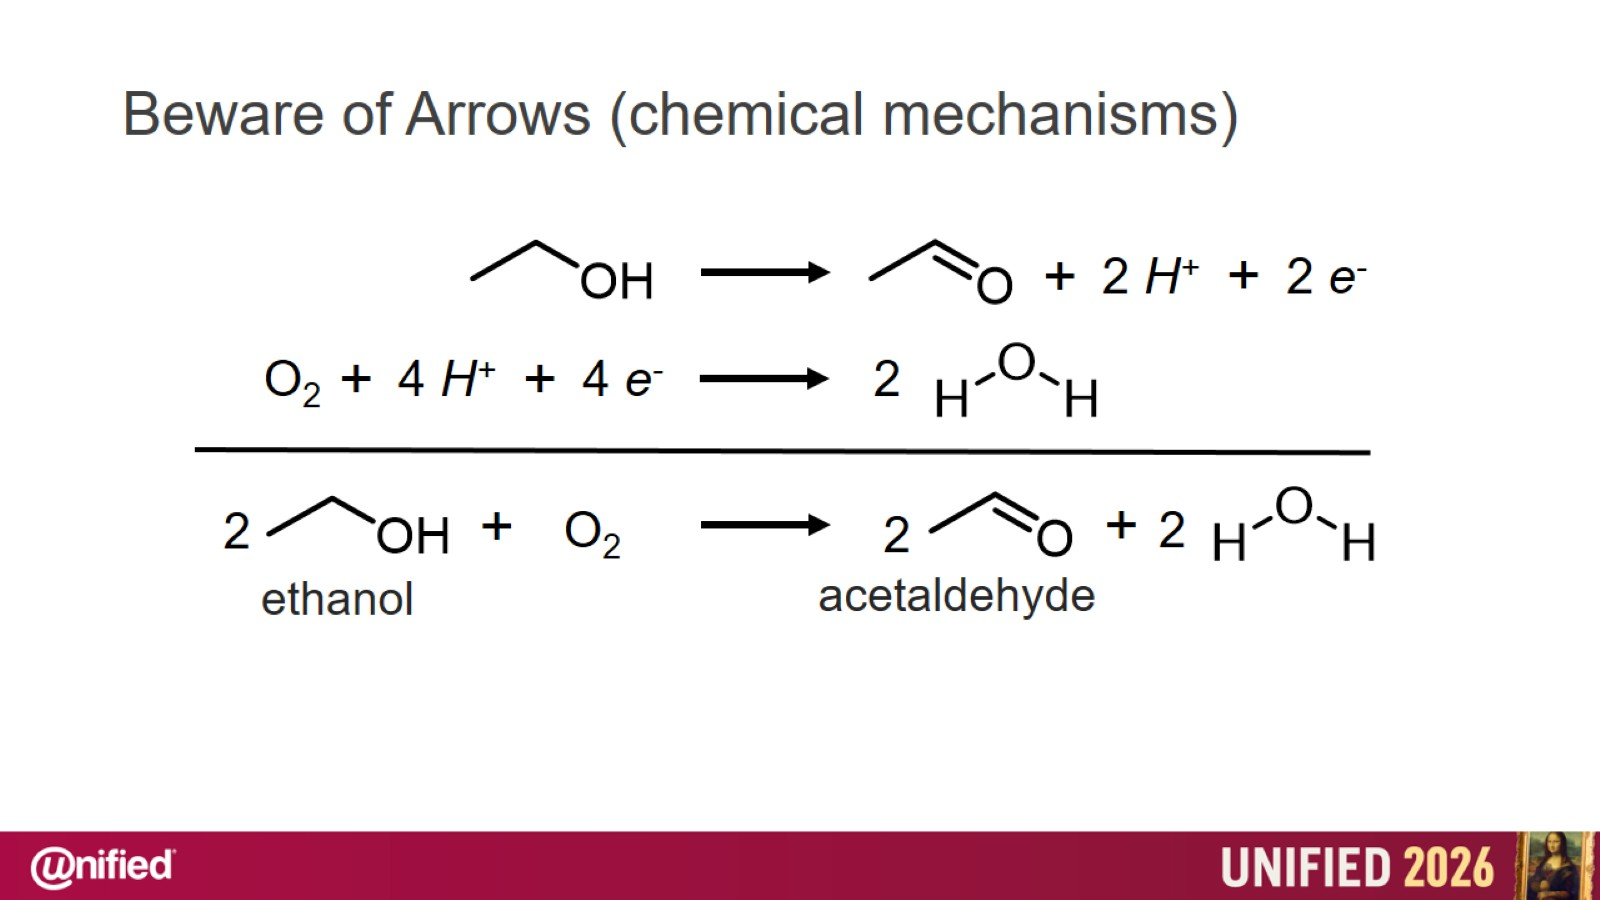 Beware of Arrows (chemical mechanisms)
OH → O + 2 H⁺ + 2 e⁻
O₂ + 4 H⁺ + 4 e⁻ → 2 H O H
2 OH + O₂ → 2 O + 2 H O H
ethanol acetaldehyde
unified UNIFIED 2026